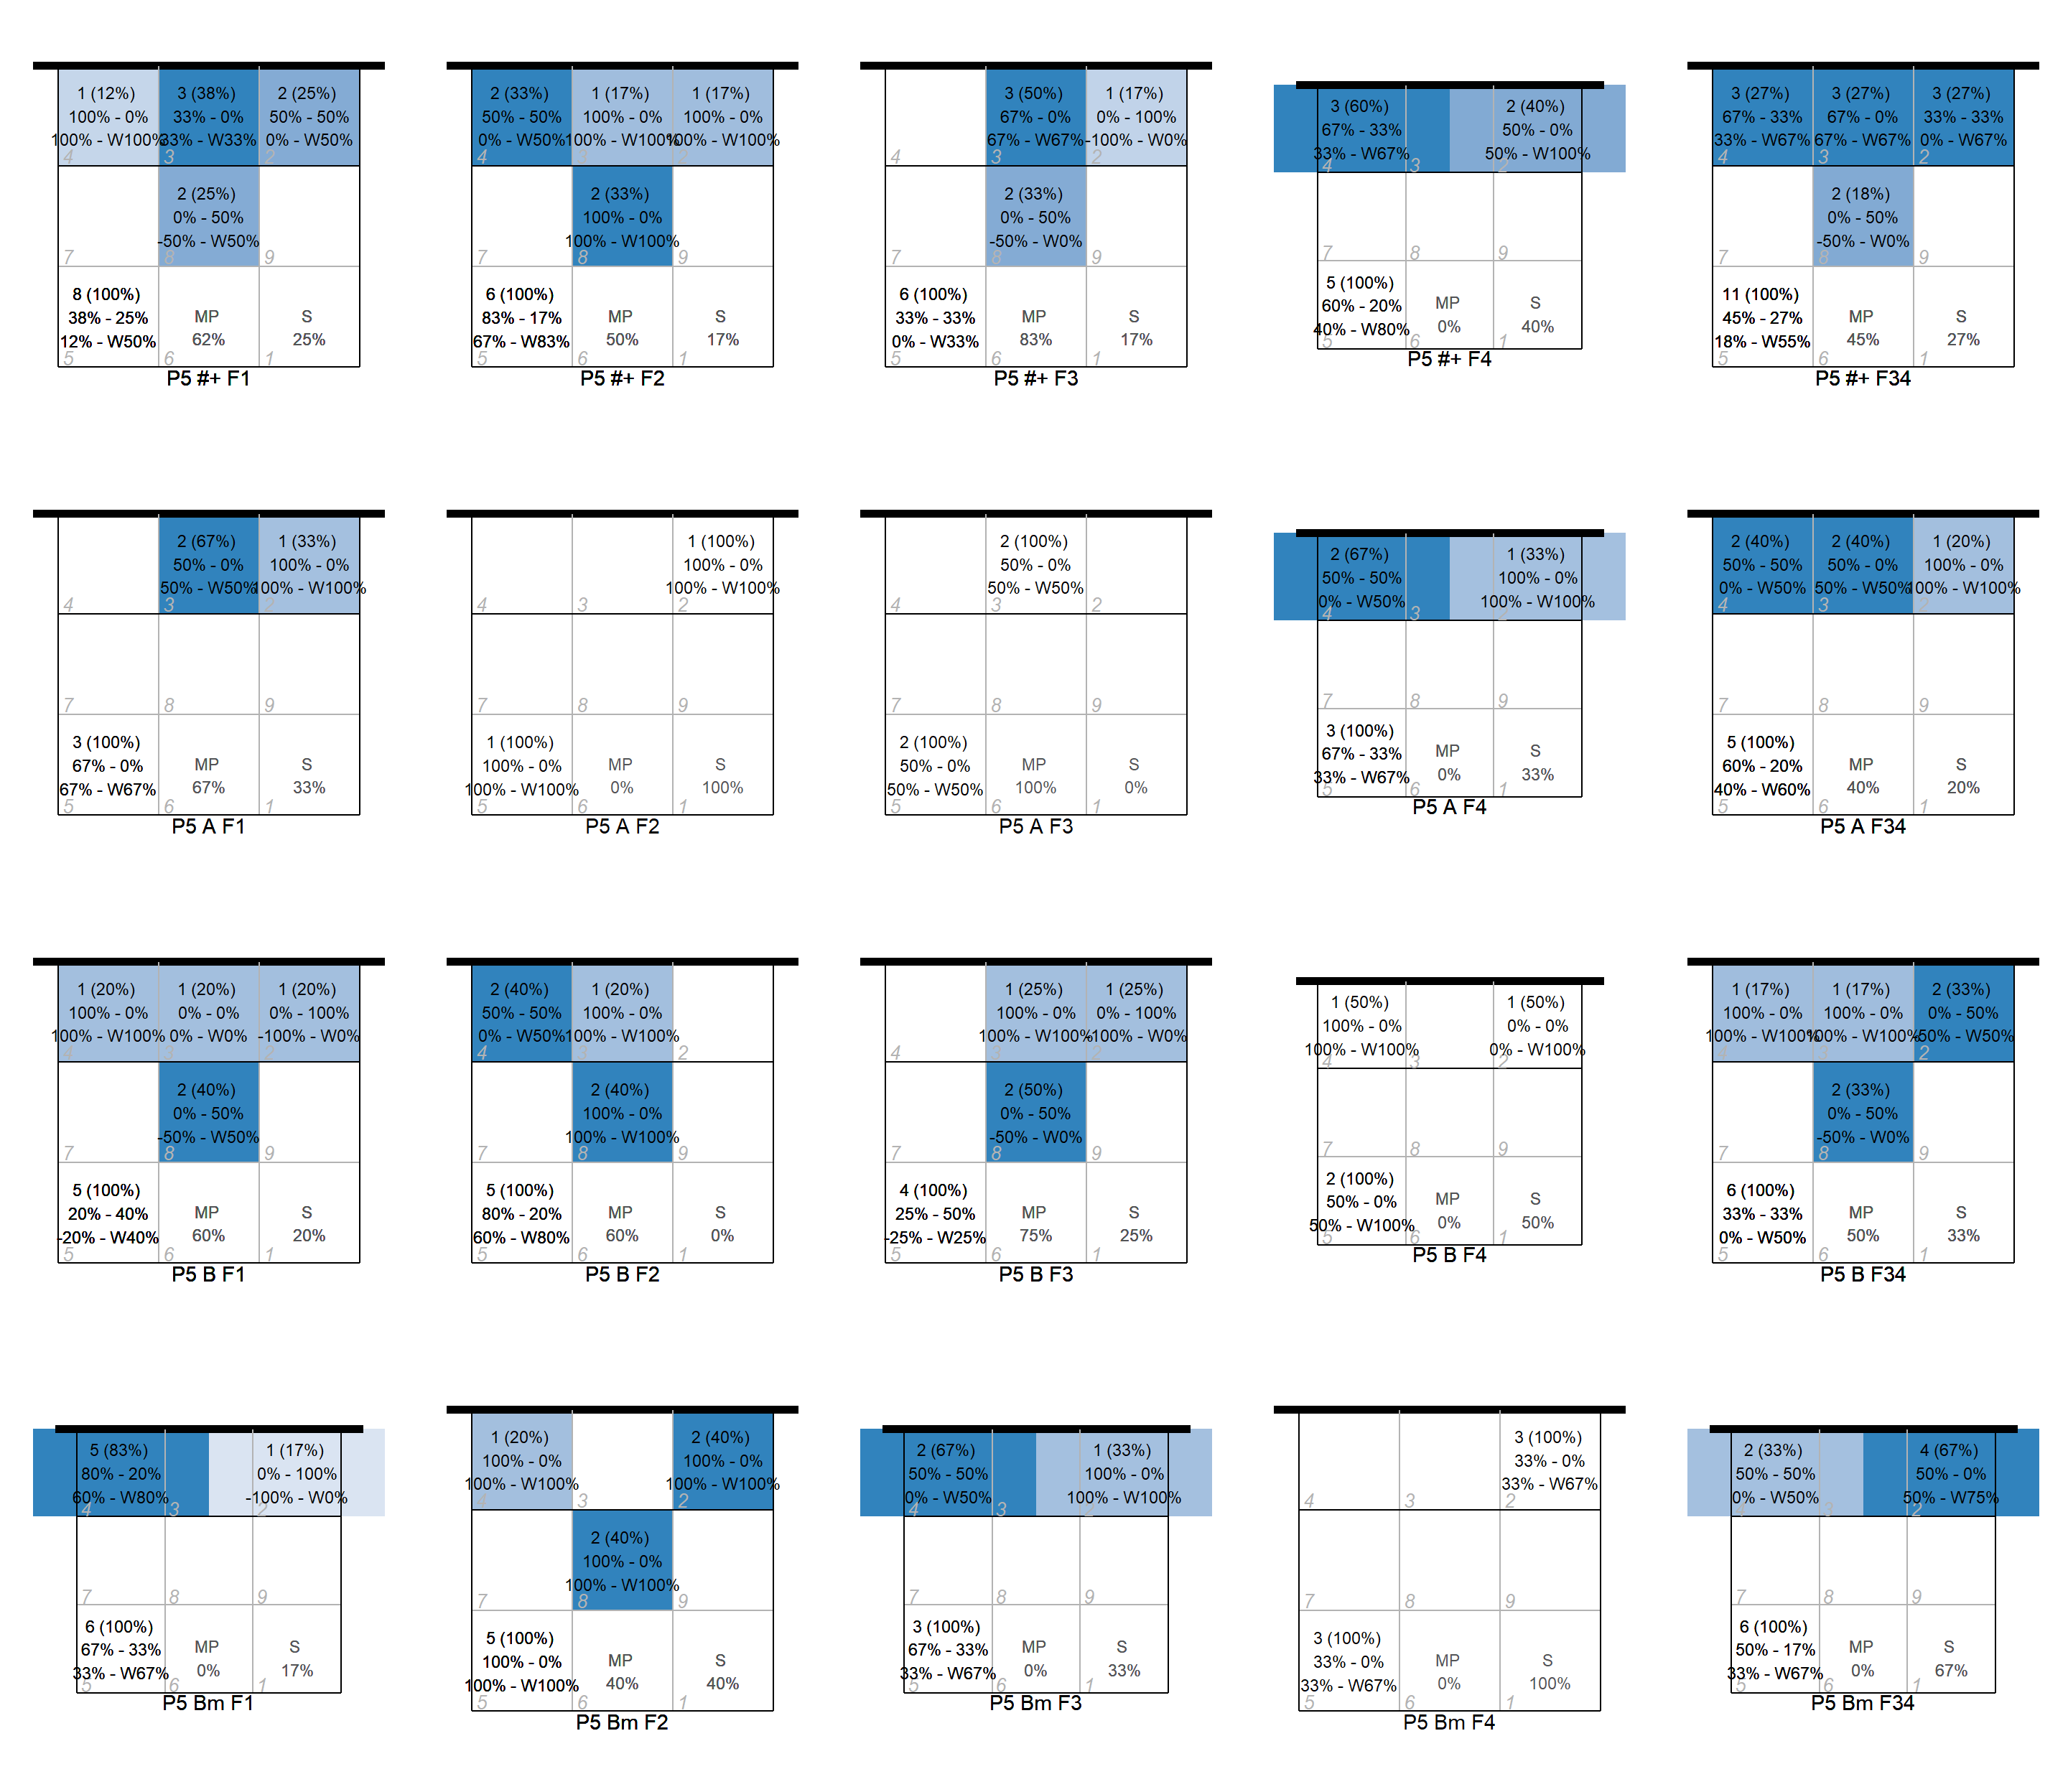 1 (12%)
100% - 0%
100% - W100%
4
3 (38%)
33% - 0%
33% - W33%
3
2 (25%)
50% - 50%
0% - W50%
2
7
2 (25%)
0% - 50%
-50% - W50%
8
9
8 (100%)
38% - 25%
12% - W50%
5
MP
62%
6
S
25%
1
P5 #+ F1
2 (33%)
50% - 50%
0% - W50%
4
1 (17%)
100% - 0%
100% - W100%
3
1 (17%)
100% - 0%
100% - W100%
2
7
2 (33%)
100% - 0%
100% - W100%
8
9
6 (100%)
83% - 17%
67% - W83%
5
MP
50%
6
S
17%
1
P5 #+ F2
4
3 (50%)
67% - 0%
67% - W67%
3
1 (17%)
0% - 100%
-100% - W0%
2
7
2 (33%)
0% - 50%
-50% - W0%
8
9
6 (100%)
33% - 33%
0% - W33%
5
MP
83%
6
S
17%
1
P5 #+ F3
3 (60%)
67% - 33%
33% - W67%
4
3
2 (40%)
50% - 0%
50% - W100%
2
7
8
9
5 (100%)
60% - 20%
40% - W80%
5
MP
0%
6
S
40%
1
P5 #+ F4
3 (27%)
67% - 33%
33% - W67%
4
3 (27%)
67% - 0%
67% - W67%
3
3 (27%)
33% - 33%
0% - W67%
2
7
2 (18%)
0% - 50%
-50% - W0%
8
9
11 (100%)
45% - 27%
18% - W55%
5
MP
45%
6
S
27%
1
P5 #+ F34
4
2 (67%)
50% - 0%
50% - W50%
3
1 (33%)
100% - 0%
100% - W100%
2
7
8
9
3 (100%)
67% - 0%
67% - W67%
5
MP
67%
6
S
33%
1
P5 A F1
4
3
1 (100%)
100% - 0%
100% - W100%
2
7
8
9
1 (100%)
100% - 0%
100% - W100%
5
MP
0%
6
S
100%
1
P5 A F2
4
2 (100%)
50% - 0%
50% - W50%
3
2
7
8
9
2 (100%)
50% - 0%
50% - W50%
5
MP
100%
6
S
0%
1
P5 A F3
2 (67%)
50% - 50%
0% - W50%
4
3
1 (33%)
100% - 0%
100% - W100%
2
7
8
9
3 (100%)
67% - 33%
33% - W67%
5
MP
0%
6
S
33%
1
P5 A F4
2 (40%)
50% - 50%
0% - W50%
4
2 (40%)
50% - 0%
50% - W50%
3
1 (20%)
100% - 0%
100% - W100%
2
7
8
9
5 (100%)
60% - 20%
40% - W60%
5
MP
40%
6
S
20%
1
P5 A F34
1 (20%)
100% - 0%
100% - W100%
4
1 (20%)
0% - 0%
0% - W0%
3
1 (20%)
0% - 100%
-100% - W0%
2
7
2 (40%)
0% - 50%
-50% - W50%
8
9
5 (100%)
20% - 40%
-20% - W40%
5
MP
60%
6
S
20%
1
P5 B F1
2 (40%)
50% - 50%
0% - W50%
4
1 (20%)
100% - 0%
100% - W100%
3
2
7
2 (40%)
100% - 0%
100% - W100%
8
9
5 (100%)
80% - 20%
60% - W80%
5
MP
60%
6
S
0%
1
P5 B F2
4
1 (25%)
100% - 0%
100% - W100%
3
1 (25%)
0% - 100%
-100% - W0%
2
7
2 (50%)
0% - 50%
-50% - W0%
8
9
4 (100%)
25% - 50%
-25% - W25%
5
MP
75%
6
S
25%
1
P5 B F3
1 (50%)
100% - 0%
100% - W100%
4
3
1 (50%)
0% - 0%
0% - W100%
2
7
8
9
2 (100%)
50% - 0%
50% - W100%
5
MP
0%
6
S
50%
1
P5 B F4
1 (17%)
100% - 0%
100% - W100%
4
1 (17%)
100% - 0%
100% - W100%
3
2 (33%)
0% - 50%
-50% - W50%
2
7
2 (33%)
0% - 50%
-50% - W0%
8
9
6 (100%)
33% - 33%
0% - W50%
5
MP
50%
6
S
33%
1
P5 B F34
5 (83%)
80% - 20%
60% - W80%
4
3
1 (17%)
0% - 100%
-100% - W0%
2
7
8
9
6 (100%)
67% - 33%
33% - W67%
5
MP
0%
6
S
17%
1
P5 Bm F1
1 (20%)
100% - 0%
100% - W100%
4
3
2 (40%)
100% - 0%
100% - W100%
2
7
2 (40%)
100% - 0%
100% - W100%
8
9
5 (100%)
100% - 0%
100% - W100%
5
MP
40%
6
S
40%
1
P5 Bm F2
2 (67%)
50% - 50%
0% - W50%
4
3
1 (33%)
100% - 0%
100% - W100%
2
7
8
9
3 (100%)
67% - 33%
33% - W67%
5
MP
0%
6
S
33%
1
P5 Bm F3
4
3
3 (100%)
33% - 0%
33% - W67%
2
7
8
9
3 (100%)
33% - 0%
33% - W67%
5
MP
0%
6
S
100%
1
P5 Bm F4
2 (33%)
50% - 50%
0% - W50%
4
3
4 (67%)
50% - 0%
50% - W75%
2
7
8
9
6 (100%)
50% - 17%
33% - W67%
5
MP
0%
6
S
67%
1
P5 Bm F34